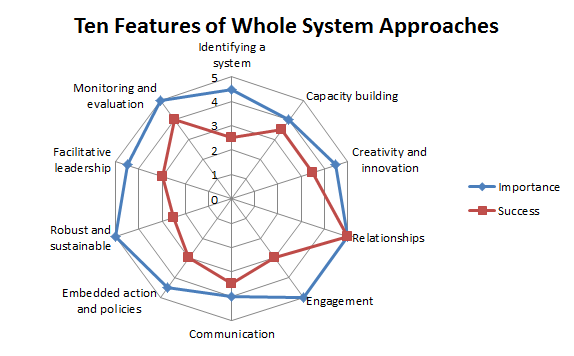 Ten Features of Whole System Approaches
Identifying a
system
Monitoring and
evaluation
Capacity building
Facilitative
leadership
Creativity and
innovation
Robust and
sustainable
Relationships
Embedded action
and policies
Engagement
Communication
5
4
3
2
1
0
Importance
Success